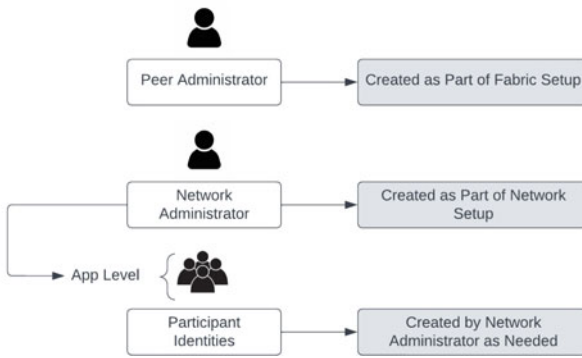 Peer Administrator
Created as Part of Fabric Setup
Network
Administrator
Created as Part of Network
Setup
App Level
Participant
Identities
Created by Network
Administrator as Needed